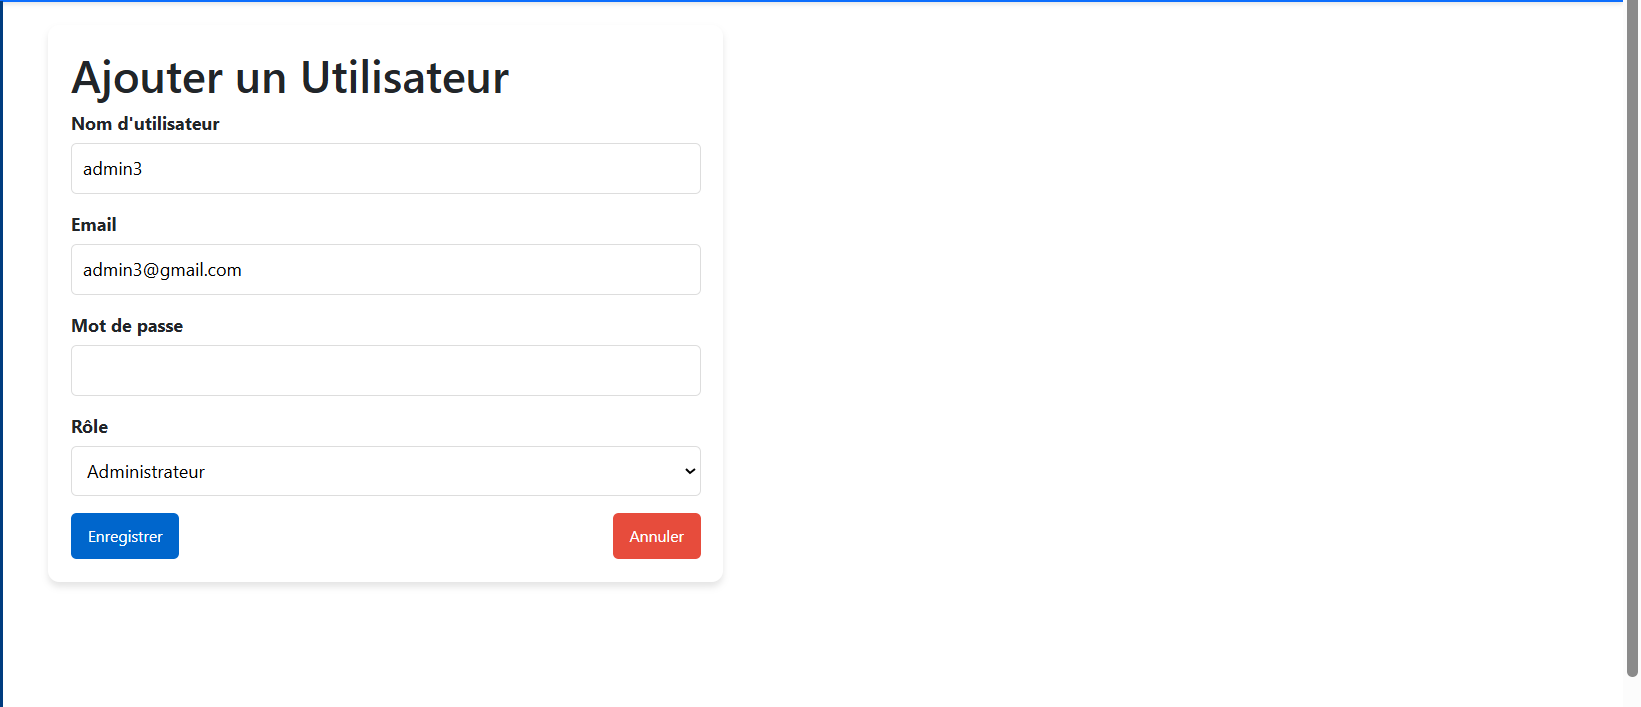 Ajouter un Utilisateur
Nom d'utilisateur
admin3
Email
admin3@gmail.com
Mot de passe
Rôle
Administrateur
Enregistrer
Annuler